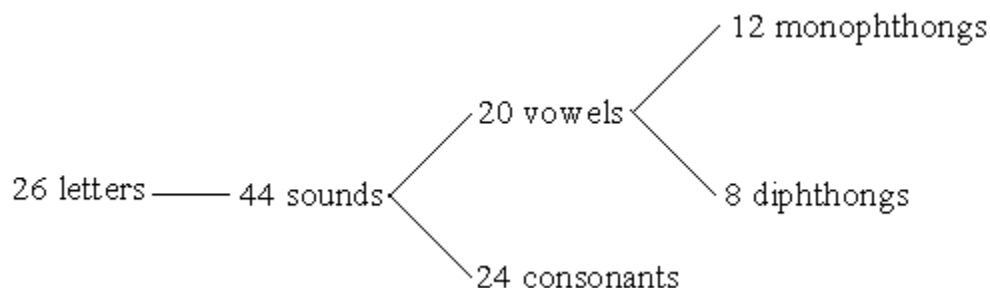 12 monophthongs
20 vowels
26 letters
44 sounds
8 diphthongs
24 consonants